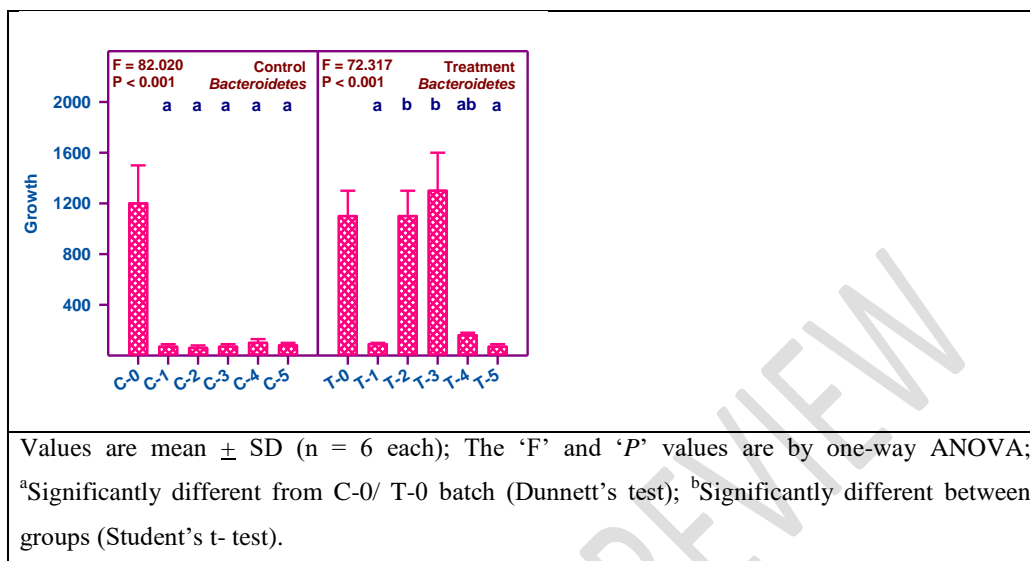 F = 82.020 Control
P < 0.001 Bacteroidetes
a a a a a
F = 72.317 Treatment
P < 0.001 Bacteroidetes
a b b ab a
2000
1600
1200
800
400
Growth
C-0 C-1 C-2 C-3 C-4 C-5
T-0 T-1 T-2 T-3 T-4 T-5
Values are mean ± SD (n = 6 each); The ‘F’ and ‘P’ values are by one-way ANOVA;
ᵃSignificantly different from C-0/ T-0 batch (Dunnett’s test); ᵇSignificantly different between
groups (Student’s t- test).
REVIEW